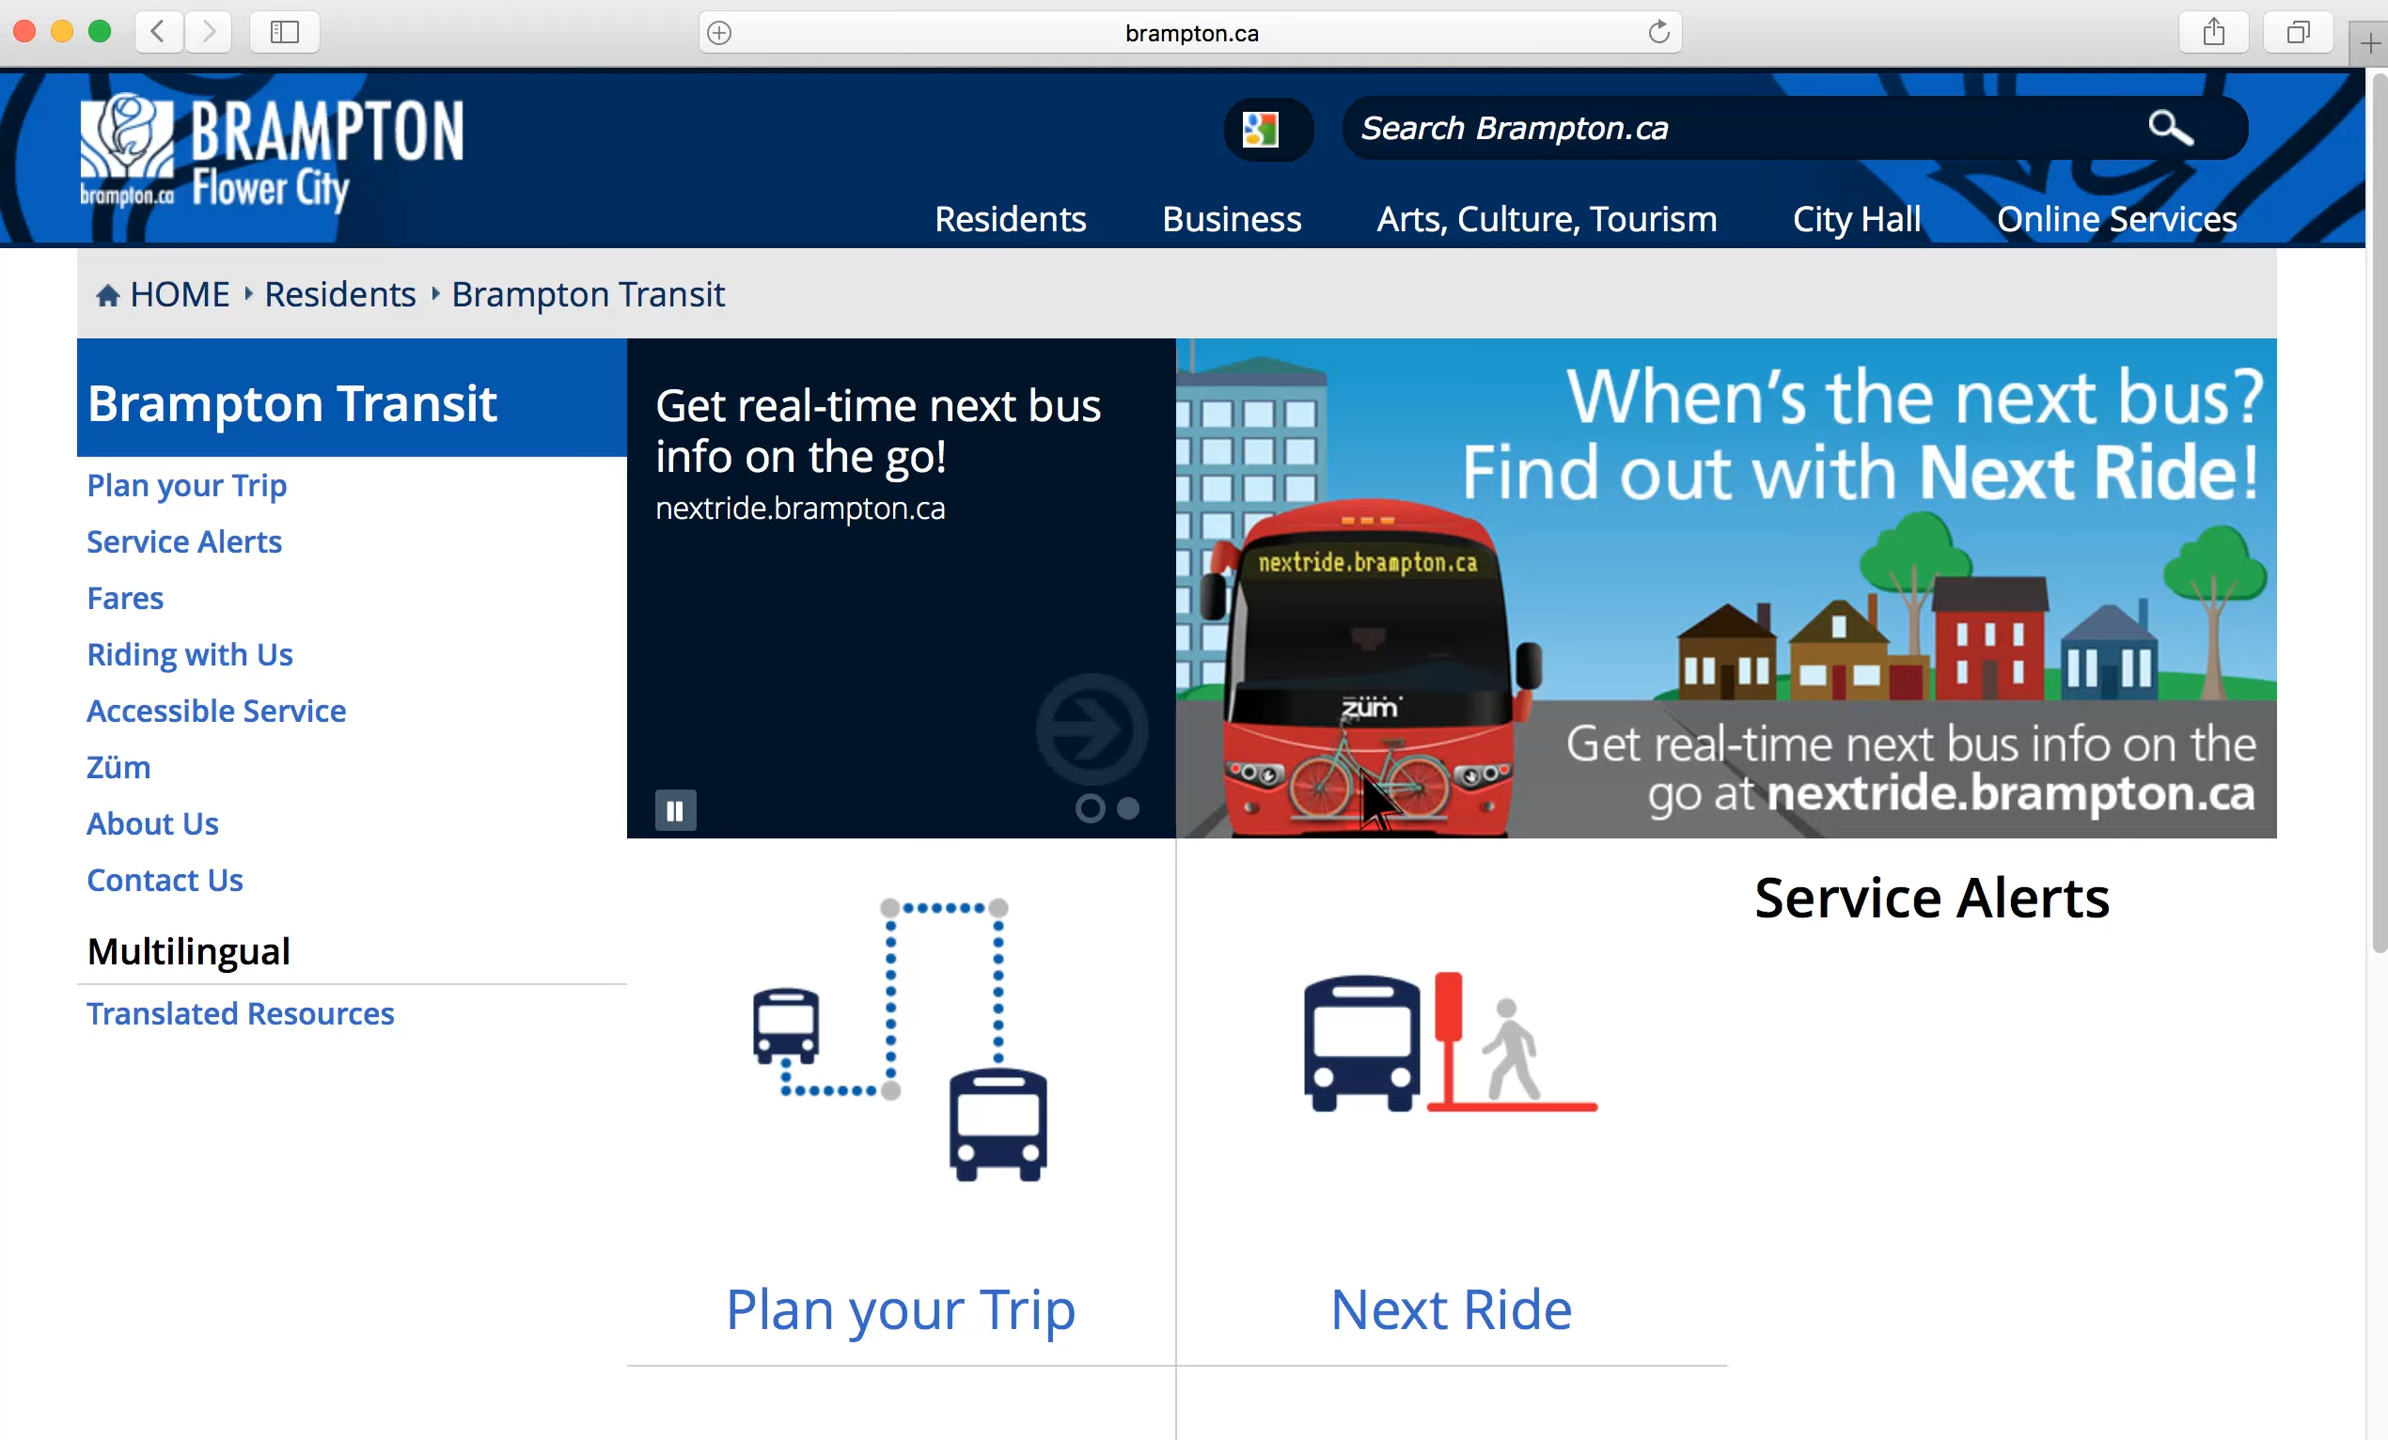 brampton.ca
BRAMPTON
Flower City
brampton.ca
Search Brampton.ca
Residents
Business
Arts, Culture, Tourism
City Hall
Online Services
HOME
Residents
Brampton Transit
Brampton Transit
Plan your Trip
Service Alerts
Fares
Riding with Us
Accessible Service
Züm
About Us
Contact Us
Multilingual
Translated Resources
Get real-time next bus
info on the go!
nextride.brampton.ca
When's the next bus?
Find out with Next Ride!
nextride.brampton.ca
züm
Get real-time next bus info on the
go at nextride.brampton.ca
Plan your Trip
Next Ride
Service Alerts